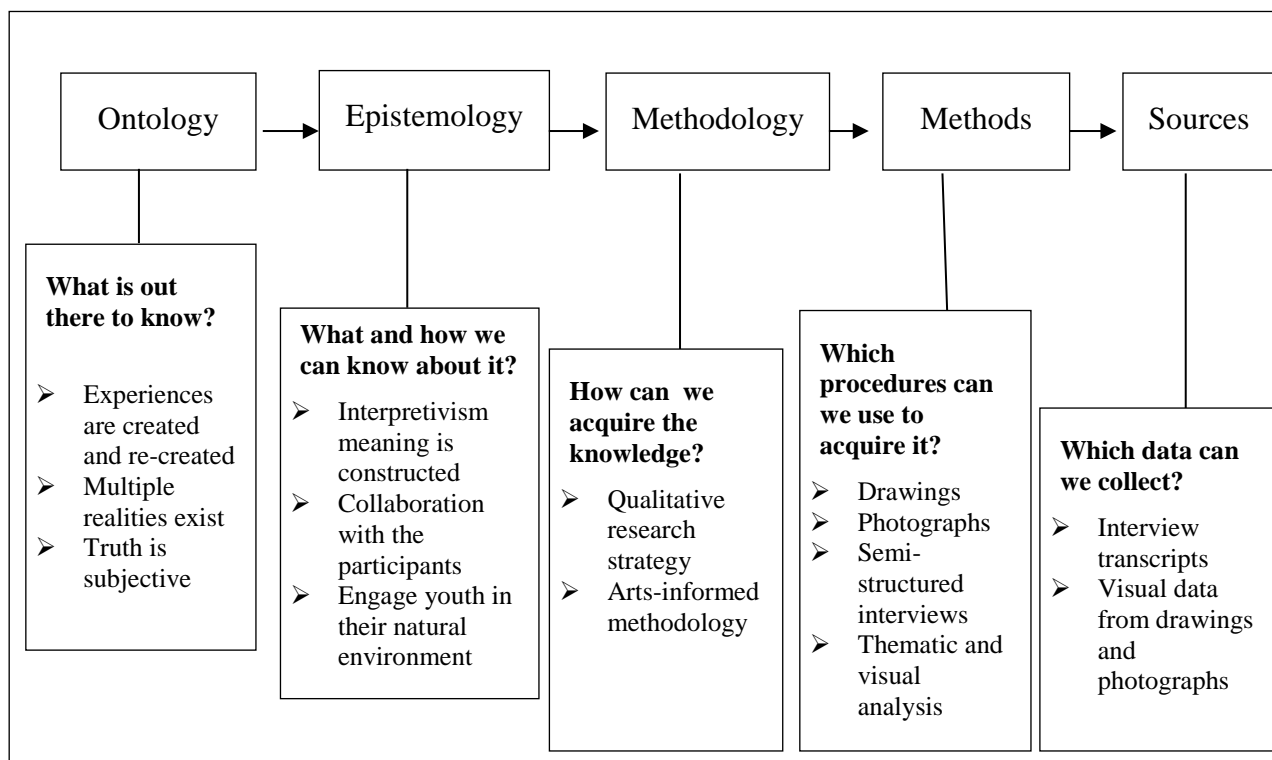 Ontology
Epistemology
Methodology
Methods
Sources
What is out
there to know?
➢ Experiences
are created
and re-created
➢ Multiple
realities exist
➢ Truth is
subjective
What and how we
can know about it?
➢ Interpretivism
meaning is
constructed
➢ Collaboration
with the
participants
➢ Engage youth in
their natural
environment
How can we
acquire the
knowledge?
➢ Qualitative
research
strategy
➢ Arts-informed
methodology
Which
procedures can
we use to
acquire it?
➢ Drawings
➢ Photographs
➢ Semi-
structured
interviews
➢ Thematic and
visual
analysis
Which data can
we collect?
➢ Interview
transcripts
➢ Visual data
from drawings
and
photographs